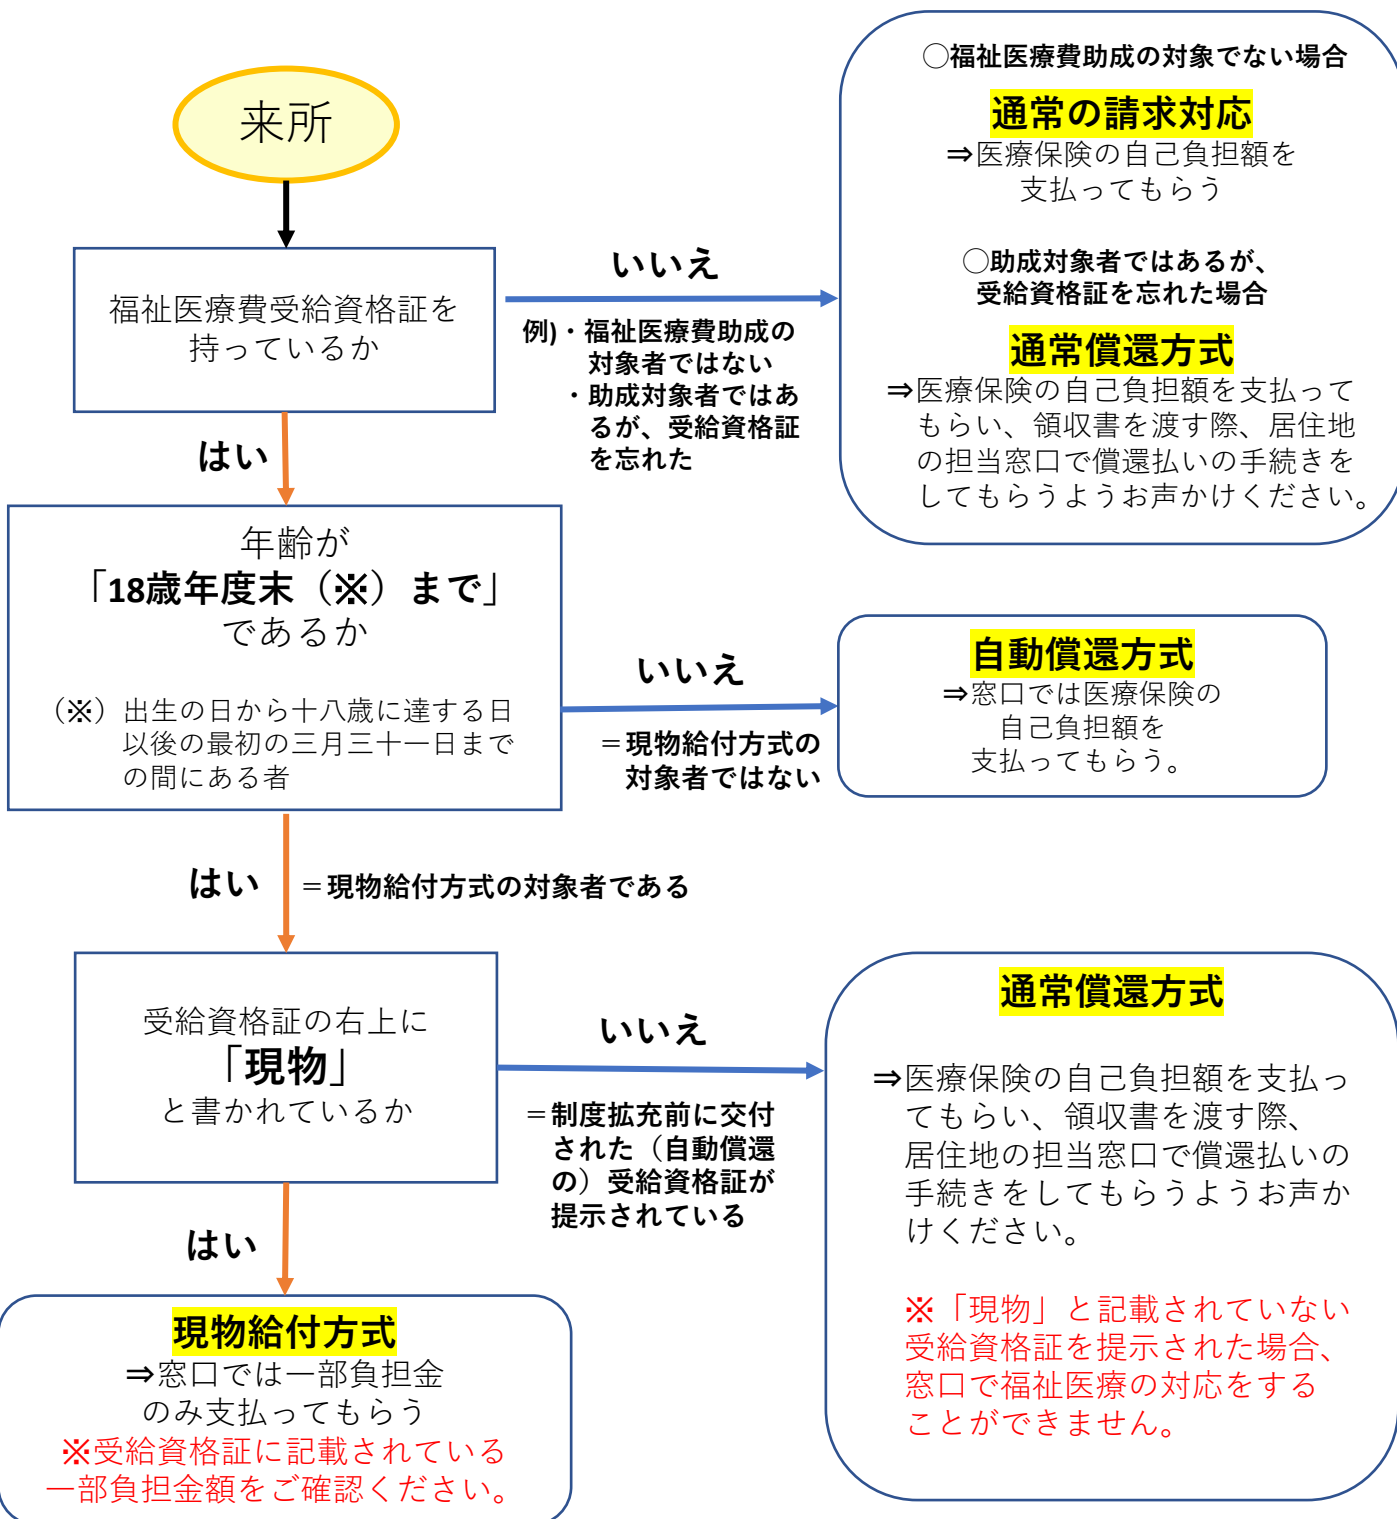 来所
福祉医療費受給資格証を
持っているか
いいえ
例)・福祉医療費助成の
対象者ではない
・助成対象者ではあ
るが、受給資格証
を忘れた
○福祉医療費助成の対象でない場合
通常の請求対応
⇒医療保険の自己負担額を
支払ってもらう
○助成対象者ではあるが、
受給資格証を忘れた場合
通常償還方式
⇒医療保険の自己負担額を支払って
もらい、領収書を渡す際、居住地
の担当窓口で償還払いの手続きを
してもらうようお声かけください。
はい
年齢が
「18歳年度末（※）まで」
であるか
（※）出生の日から十八歳に達する日
以後の最初の三月三十一日まで
の間にある者
いいえ
＝現物給付方式の
対象者ではない
自動償還方式
⇒窓口では医療保険の
自己負担額を
支払ってもらう。
はい
＝現物給付方式の対象者である
受給資格証の右上に
「現物」
と書かれているか
いいえ
＝制度拡充前に交付
された（自動償還
の）受給資格証が
提示されている
通常償還方式
⇒医療保険の自己負担額を支払っ
てもらい、領収書を渡す際、
居住地の担当窓口で償還払いの
手続きをしてもらうようお声か
けください。
※「現物」と記載されていない
受給資格証を提示された場合、
窓口で福祉医療の対応をする
ことができません。
はい
現物給付方式
⇒窓口では一部負担金
のみ支払ってもらう
※受給資格証に記載されている
一部負担金額をご確認ください。